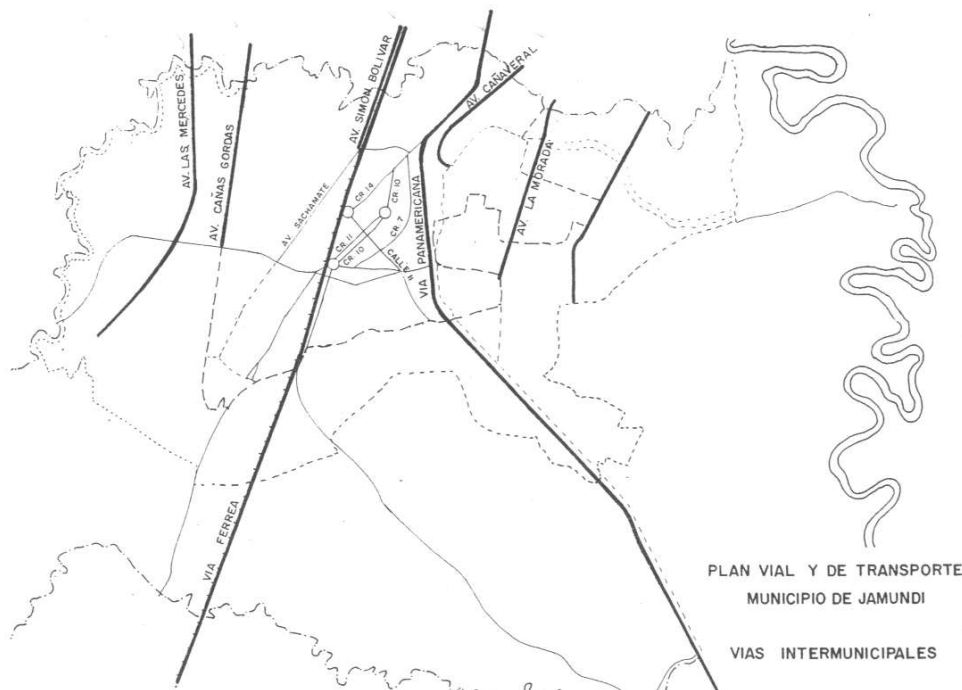 AV. LAS MERCEDES
AV. CAÑAS GORDAS
AV. SIMON BOLIVAR
AV. CAÑAVERAL
AV. SACHAMATE
CR. 14
CR. 10
CR. 7
CR. 11
CR. 10
CALLE 11
VIA PANAMERICANA
AV. LA MORADA
VIA FERREA
PLAN VIAL Y DE TRANSPORTE
MUNICIPIO DE JAMUNDI
VIAS INTERMUNICIPALES